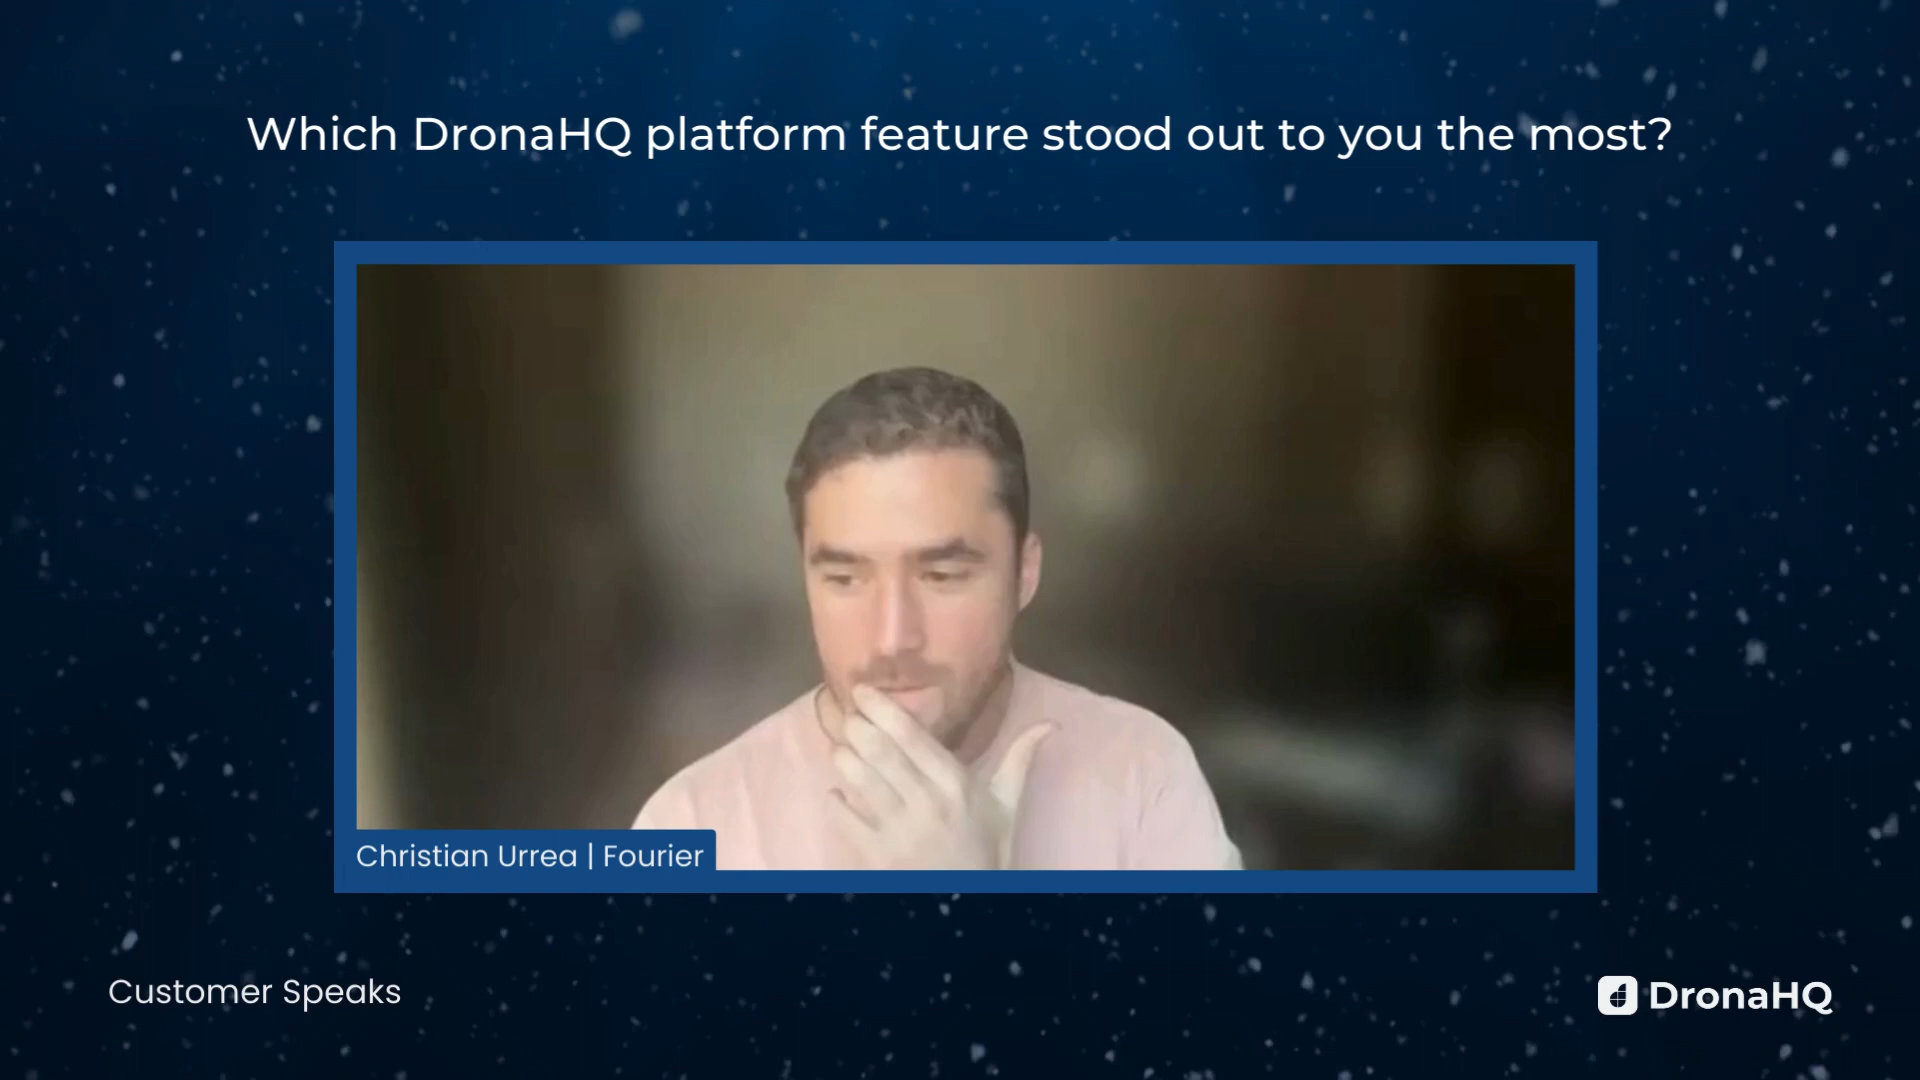 Which DronaHQ platform feature stood out to you the most?
Christian Urrea | Fourier
Customer Speaks
DronaHQ